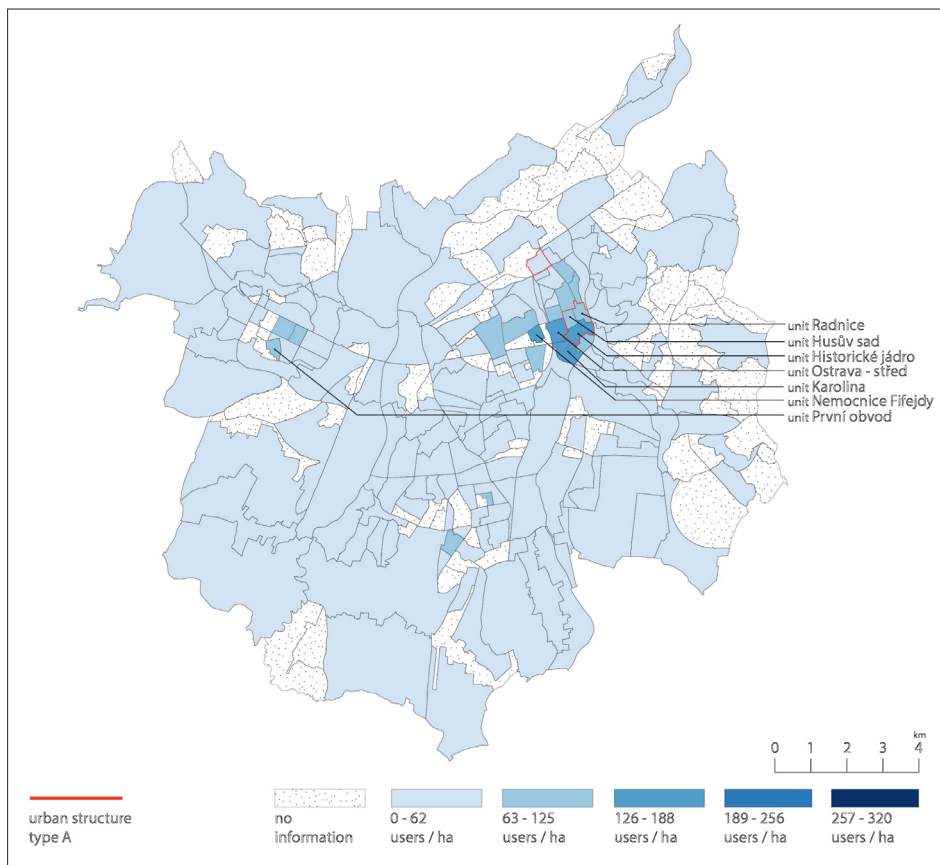 unit Radnice
unit Husův sad
unit Historické jádro
unit Ostrava - střed
unit Karolina
unit Nemocnice Fifejdy
unit První obvod
km
0 1 2 3 4
urban structure
type A
no
information
0 - 62
users / ha
63 - 125
users / ha
126 - 188
users / ha
189 - 256
users / ha
257 - 320
users / ha